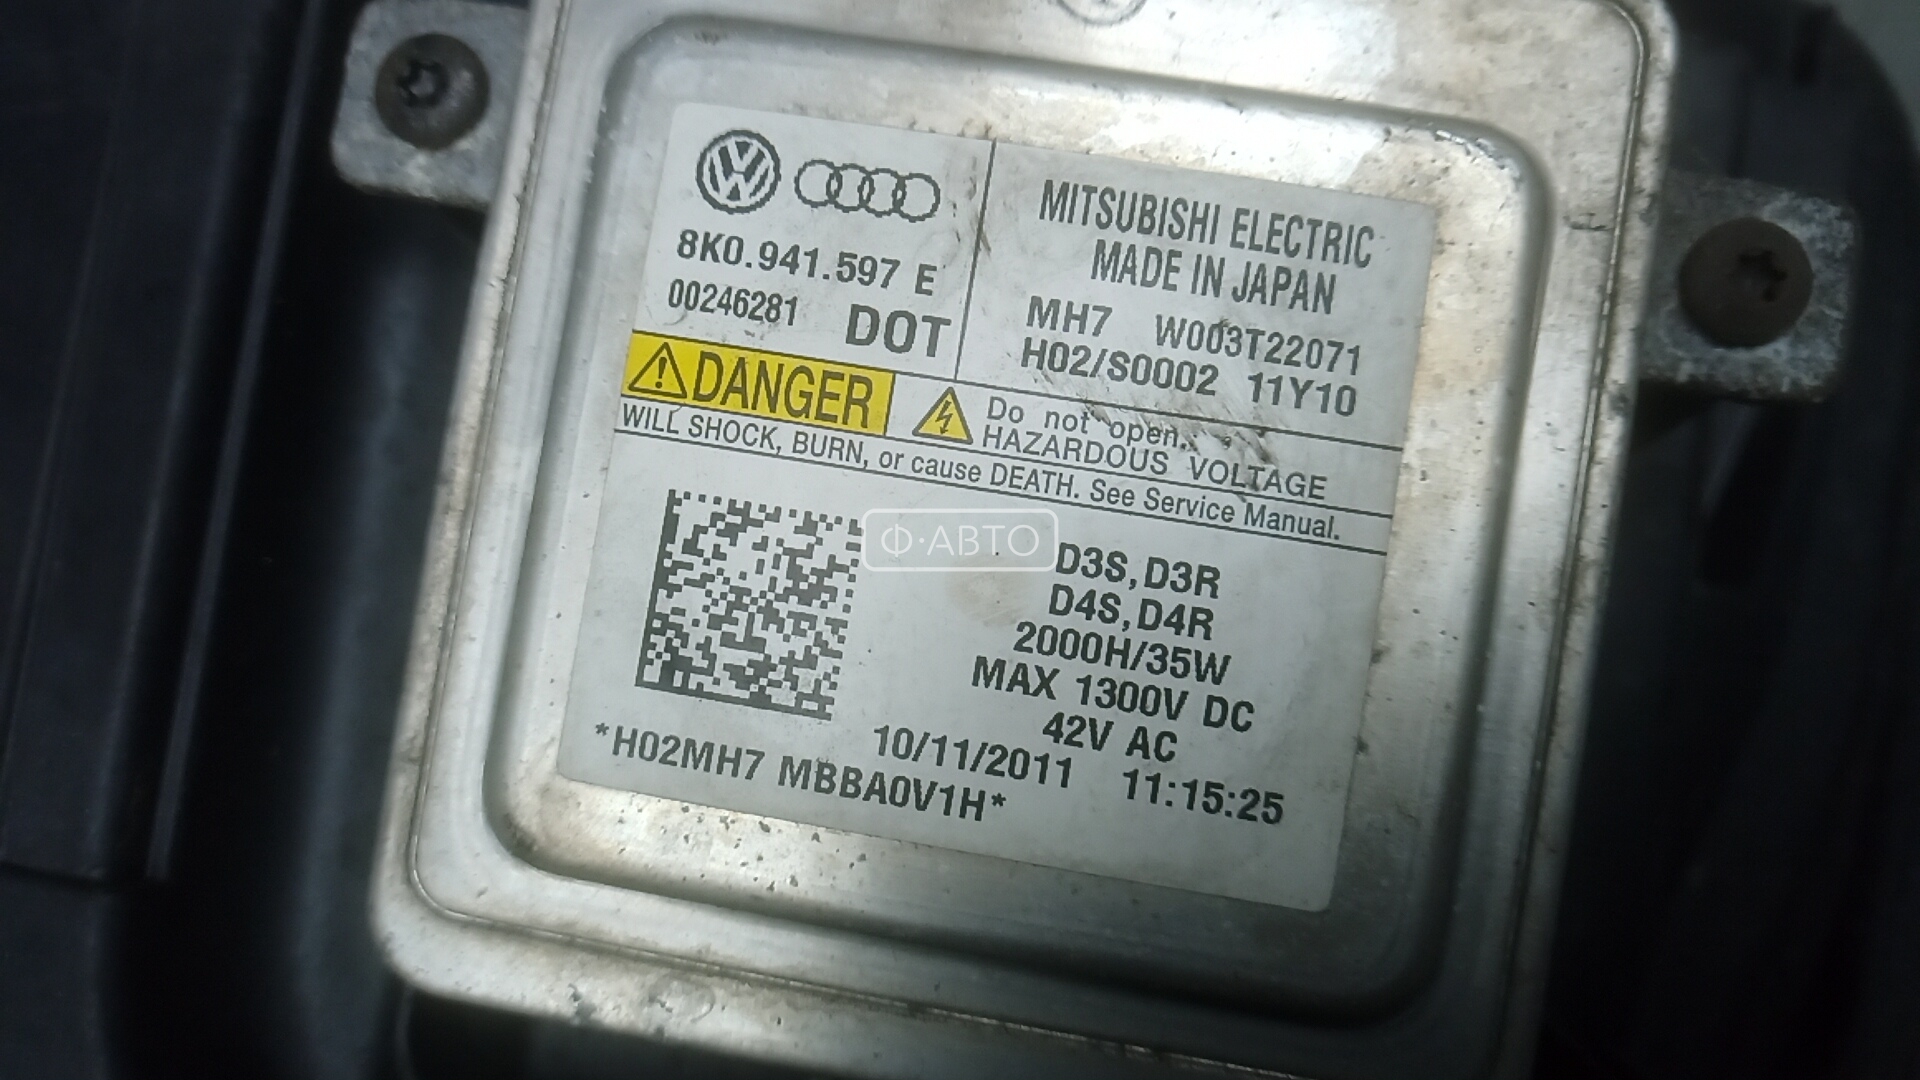 8K0.941.597 E
00246281 DOT
MITSUBISHI ELECTRIC
MADE IN JAPAN
MH7 W003T22071
H02/S0002 11Y10
DANGER
Do not open.
HAZARDOUS VOLTAGE
WILL SHOCK, BURN, or cause DEATH. See Service Manual.
Ф·АВТО
D3S, D3R
D4S, D4R
2000H/35W
MAX 1300V DC
42V AC
10/11/2011 11:15:25
*H02MH7 MBBA0V1H*